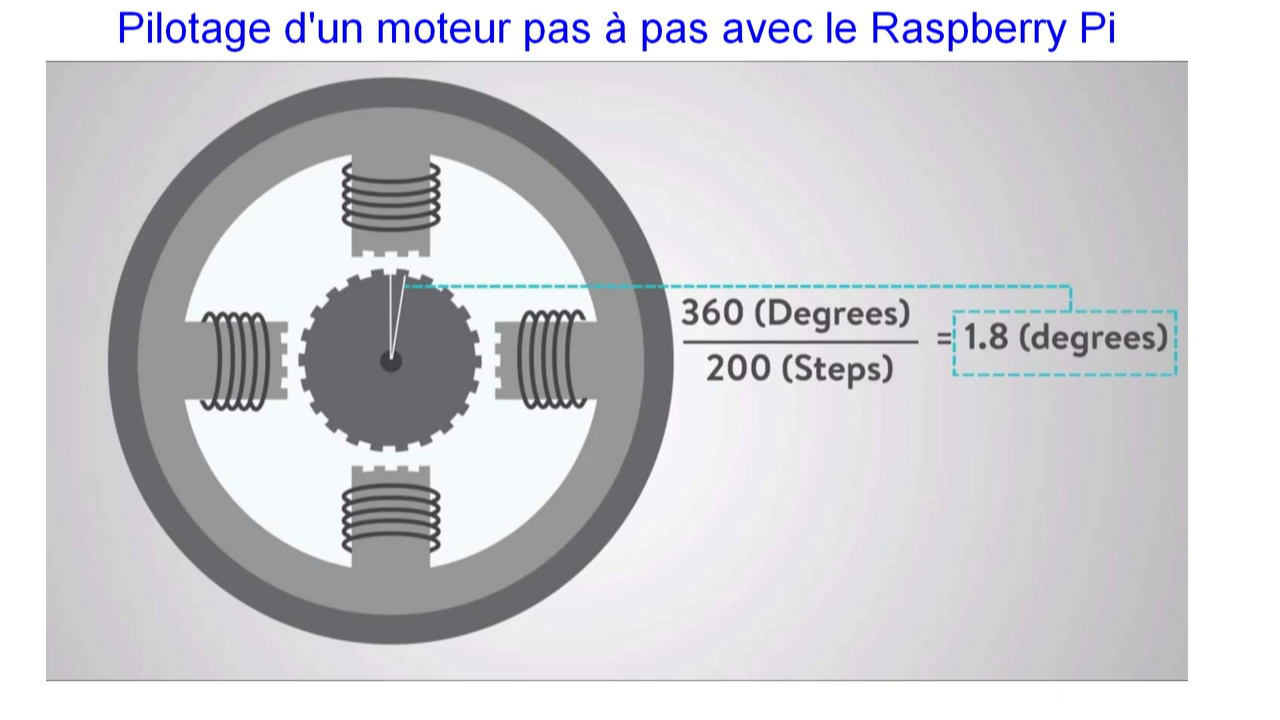 Pilotage d'un moteur pas à pas avec le Raspberry Pi
360 (Degrees)
200 (Steps)
= 1.8 (degrees)